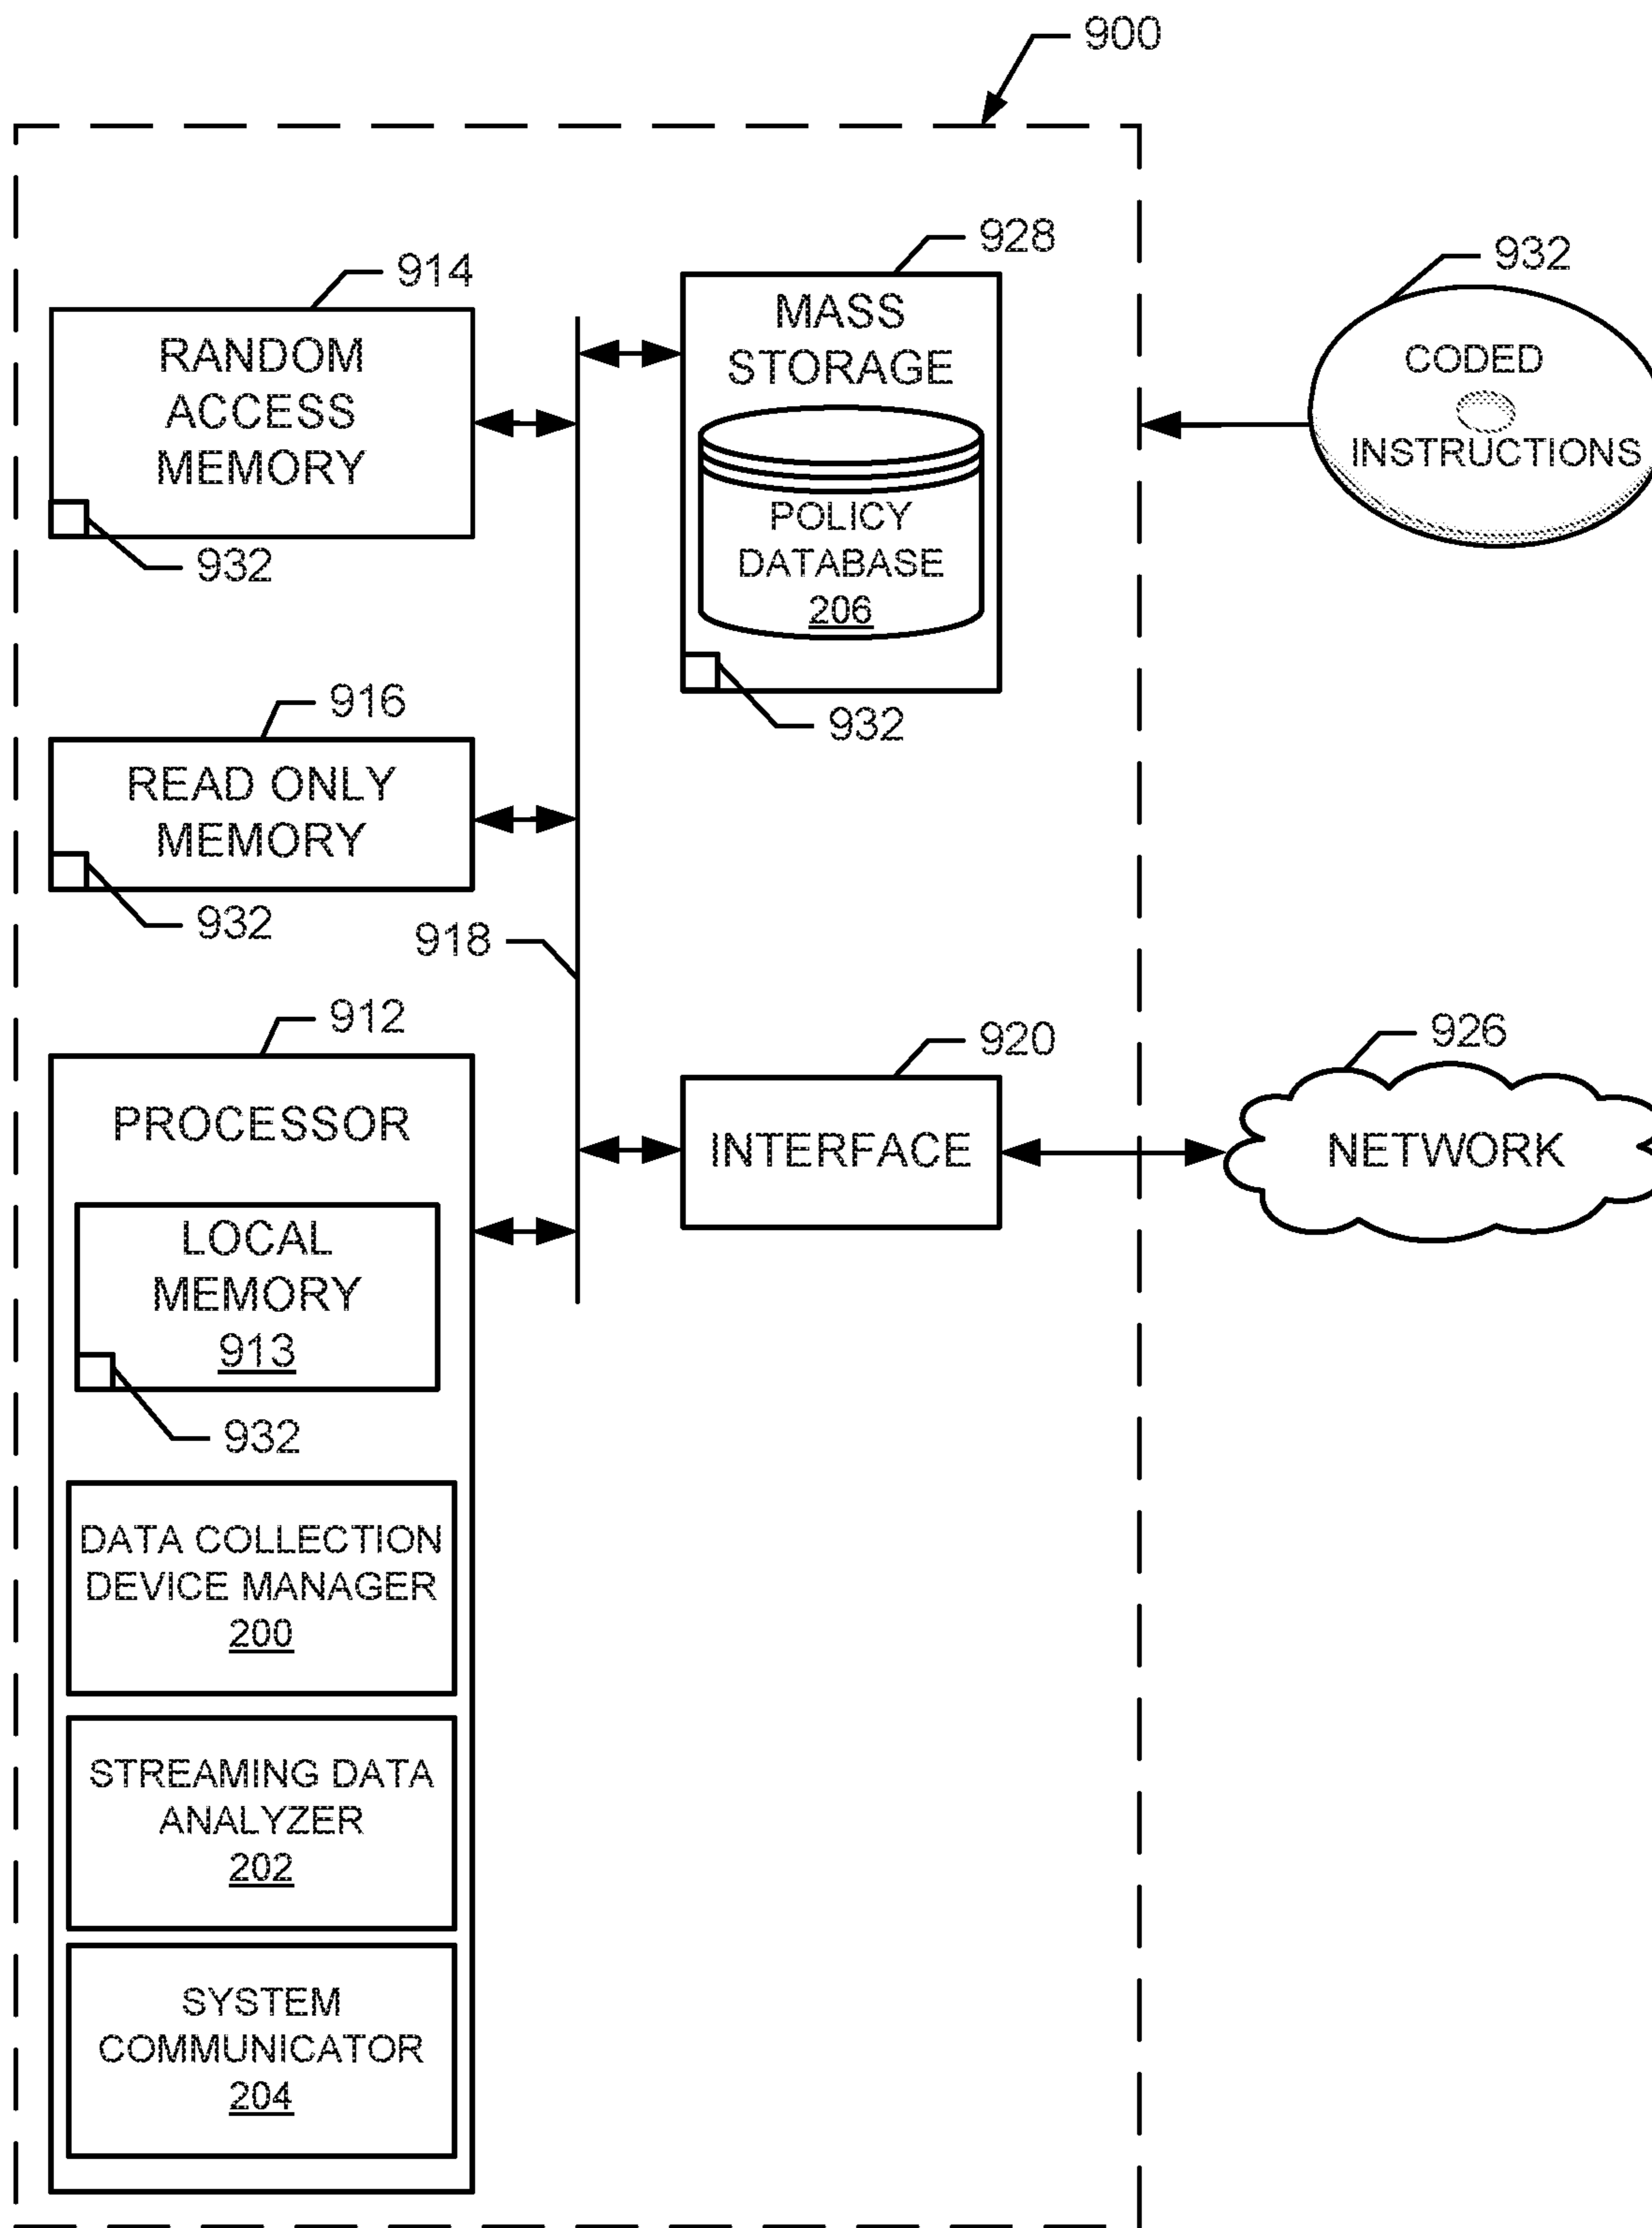 900
914
RANDOM
ACCESS
MEMORY
932
928
MASS
STORAGE
POLICY
DATABASE
206
932
932
CODED
INSTRUCTIONS
916
READ ONLY
MEMORY
932
918
912
PROCESSOR
LOCAL
MEMORY
913
932
DATA COLLECTION
DEVICE MANAGER
200
STREAMING DATA
ANALYZER
202
SYSTEM
COMMUNICATOR
204
920
INTERFACE
926
NETWORK